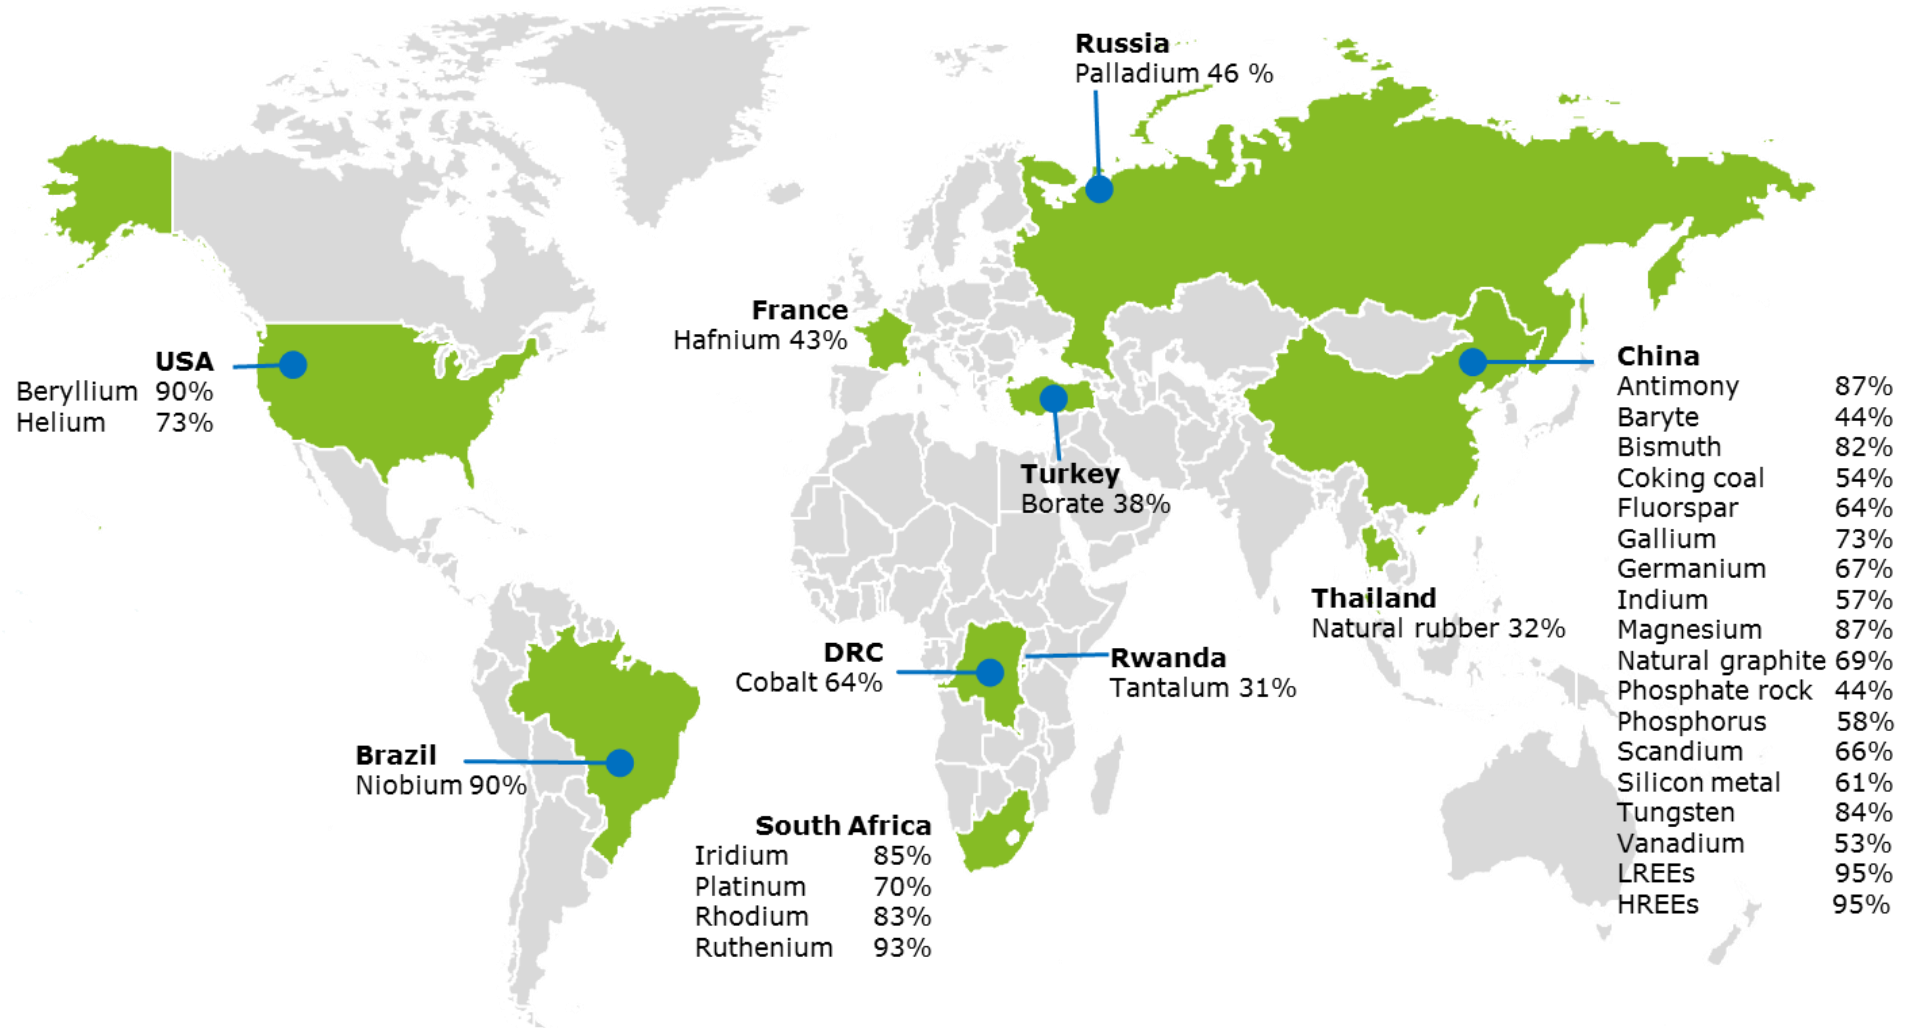 Russia
Palladium 46 %
France
Hafnium 43%
USA
Beryllium 90%
Helium 73%
China
Antimony 87%
Baryte 44%
Bismuth 82%
Coking coal 54%
Fluorspar 64%
Gallium 73%
Germanium 67%
Indium 57%
Magnesium 87%
Natural graphite 69%
Phosphate rock 44%
Phosphorus 58%
Scandium 66%
Silicon metal 61%
Tungsten 84%
Vanadium 53%
LREEs 95%
HREEs 95%
Turkey
Borate 38%
Thailand
Natural rubber 32%
DRC
Cobalt 64%
Rwanda
Tantalum 31%
Brazil
Niobium 90%
South Africa
Iridium 85%
Platinum 70%
Rhodium 83%
Ruthenium 93%